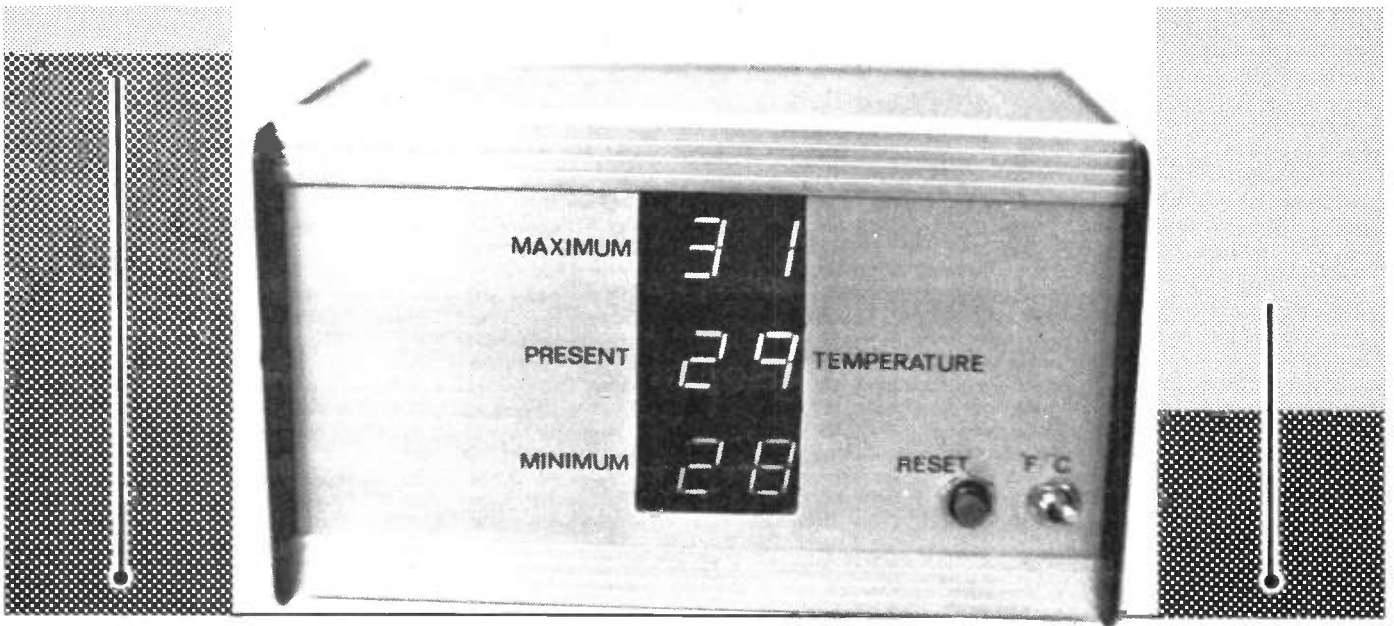 MAXIMUM 31
PRESENT 29 TEMPERATURE
MINIMUM 28
RESET F C